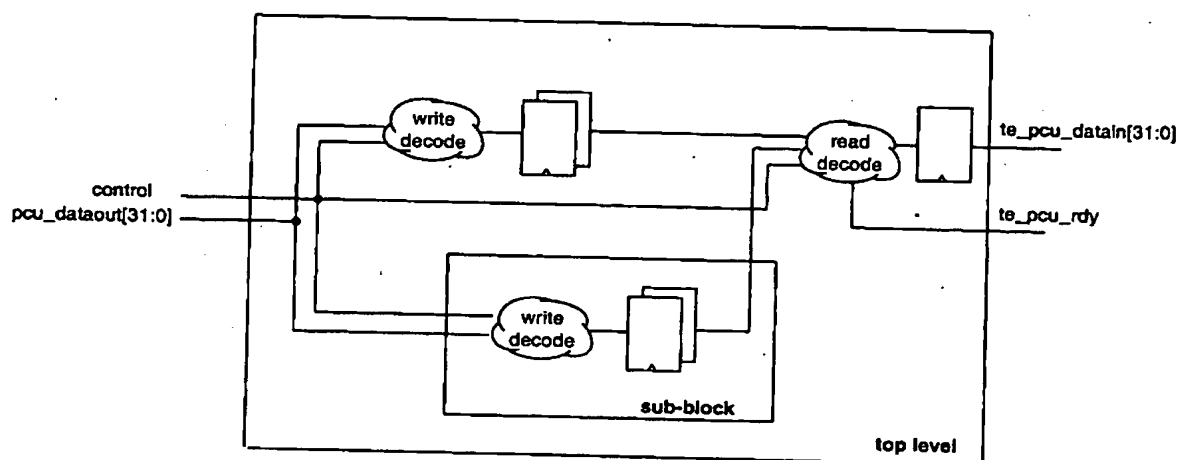 write
decode
read
decode
te_pcu_dataIn[31:0]
control
pcu_dataout[31:0]
te_pcu_rdy
write
decode
sub-block
top level